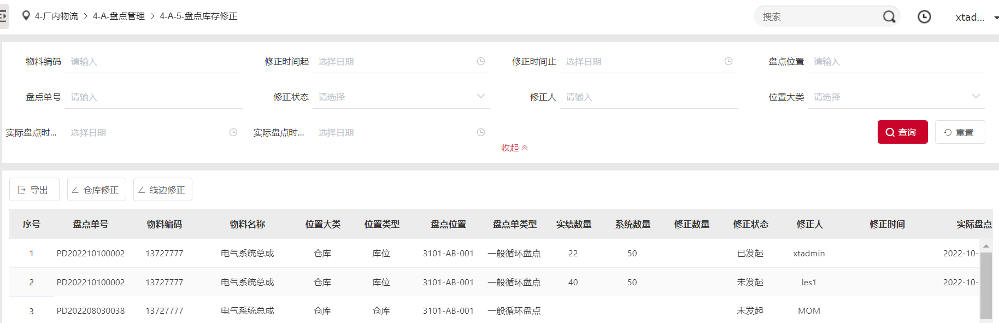 4-厂内物流 > 4-A-盘点管理 > 4-A-5-盘点库存修正 搜索 xtad...
物料编码 请输入 修正时间起 选择日期 修正时间止 选择日期 盘点位置 请输入
盘点单号 请输入 修正状态 请选择 修正人 请输入 位置大类 请选择
实际盘点时... 选择日期 实际盘点时... 选择日期 查询 重置
收起
导出 仓库修正 线边修正
序号 盘点单号 物料编码 物料名称 位置大类 位置类型 盘点位置 盘点单类型 实绩数量 系统数量 修正数量 修正状态 修正人 修正时间 实际盘点
1 PD202210100002 13727777 电气系统总成 仓库 库位 3101-AB-001 一般循环盘点 22 50 已发起 xtadmin 2022-10-
2 PD202210100002 13727777 电气系统总成 仓库 库位 3101-AB-001 一般循环盘点 40 50 未发起 les1 2022-10-
3 PD202208030038 13727777 电气系统总成 仓库 仓库 3101-AB-001 一般循环盘点 未发起 MOM